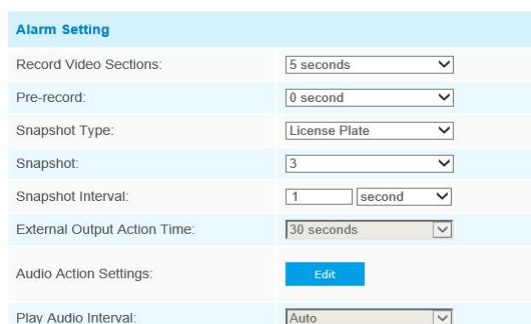 Alarm Setting
Record Video Sections: 5 seconds
Pre-record: 0 second
Snapshot Type: License Plate
Snapshot: 3
Snapshot Interval: 1 second
External Output Action Time: 30 seconds
Audio Action Settings: Edit
Play Audio Interval: Auto